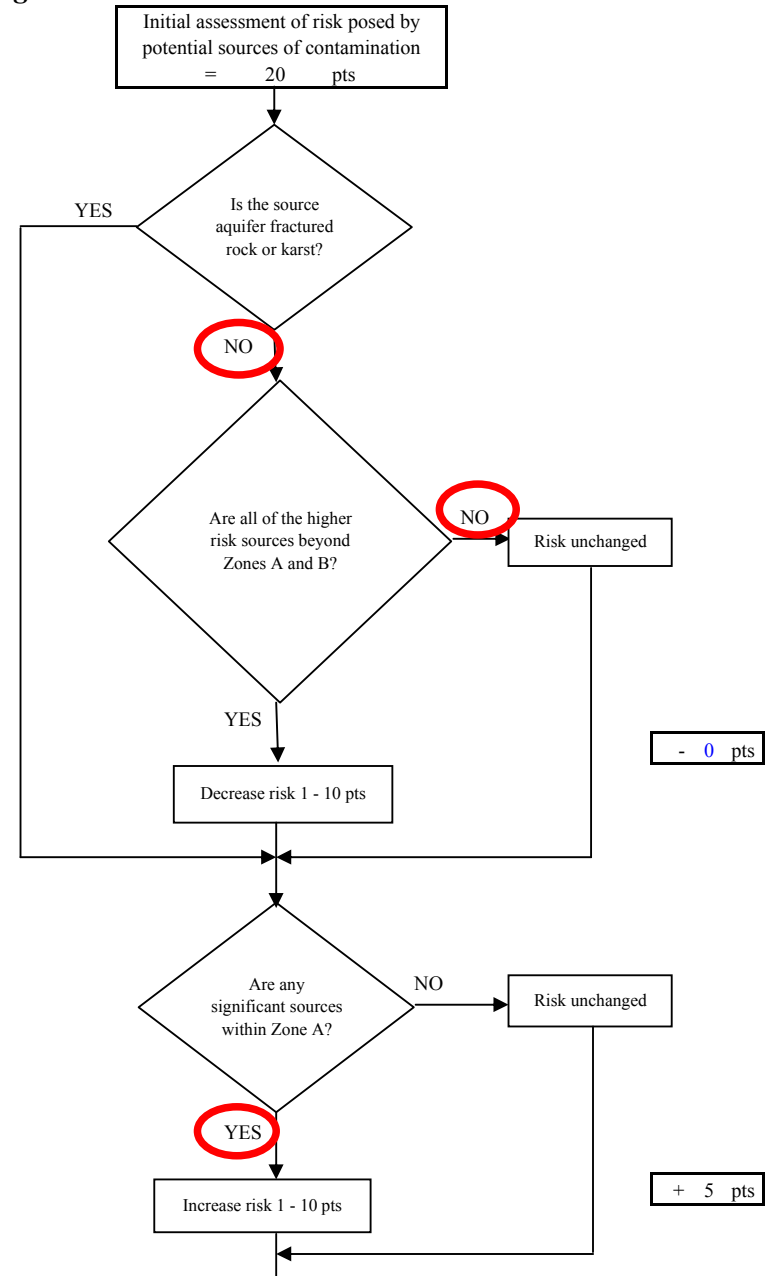 Initial assessment of risk posed by
potential sources of contamination
= 20 pts
YES
Is the source
aquifer fractured
rock or karst?
NO
Are all of the higher
risk sources beyond
Zones A and B?
NO
Risk unchanged
YES
- 0 pts
Decrease risk 1 - 10 pts
Are any
significant sources
within Zone A?
NO
Risk unchanged
YES
Increase risk 1 - 10 pts
+ 5 pts